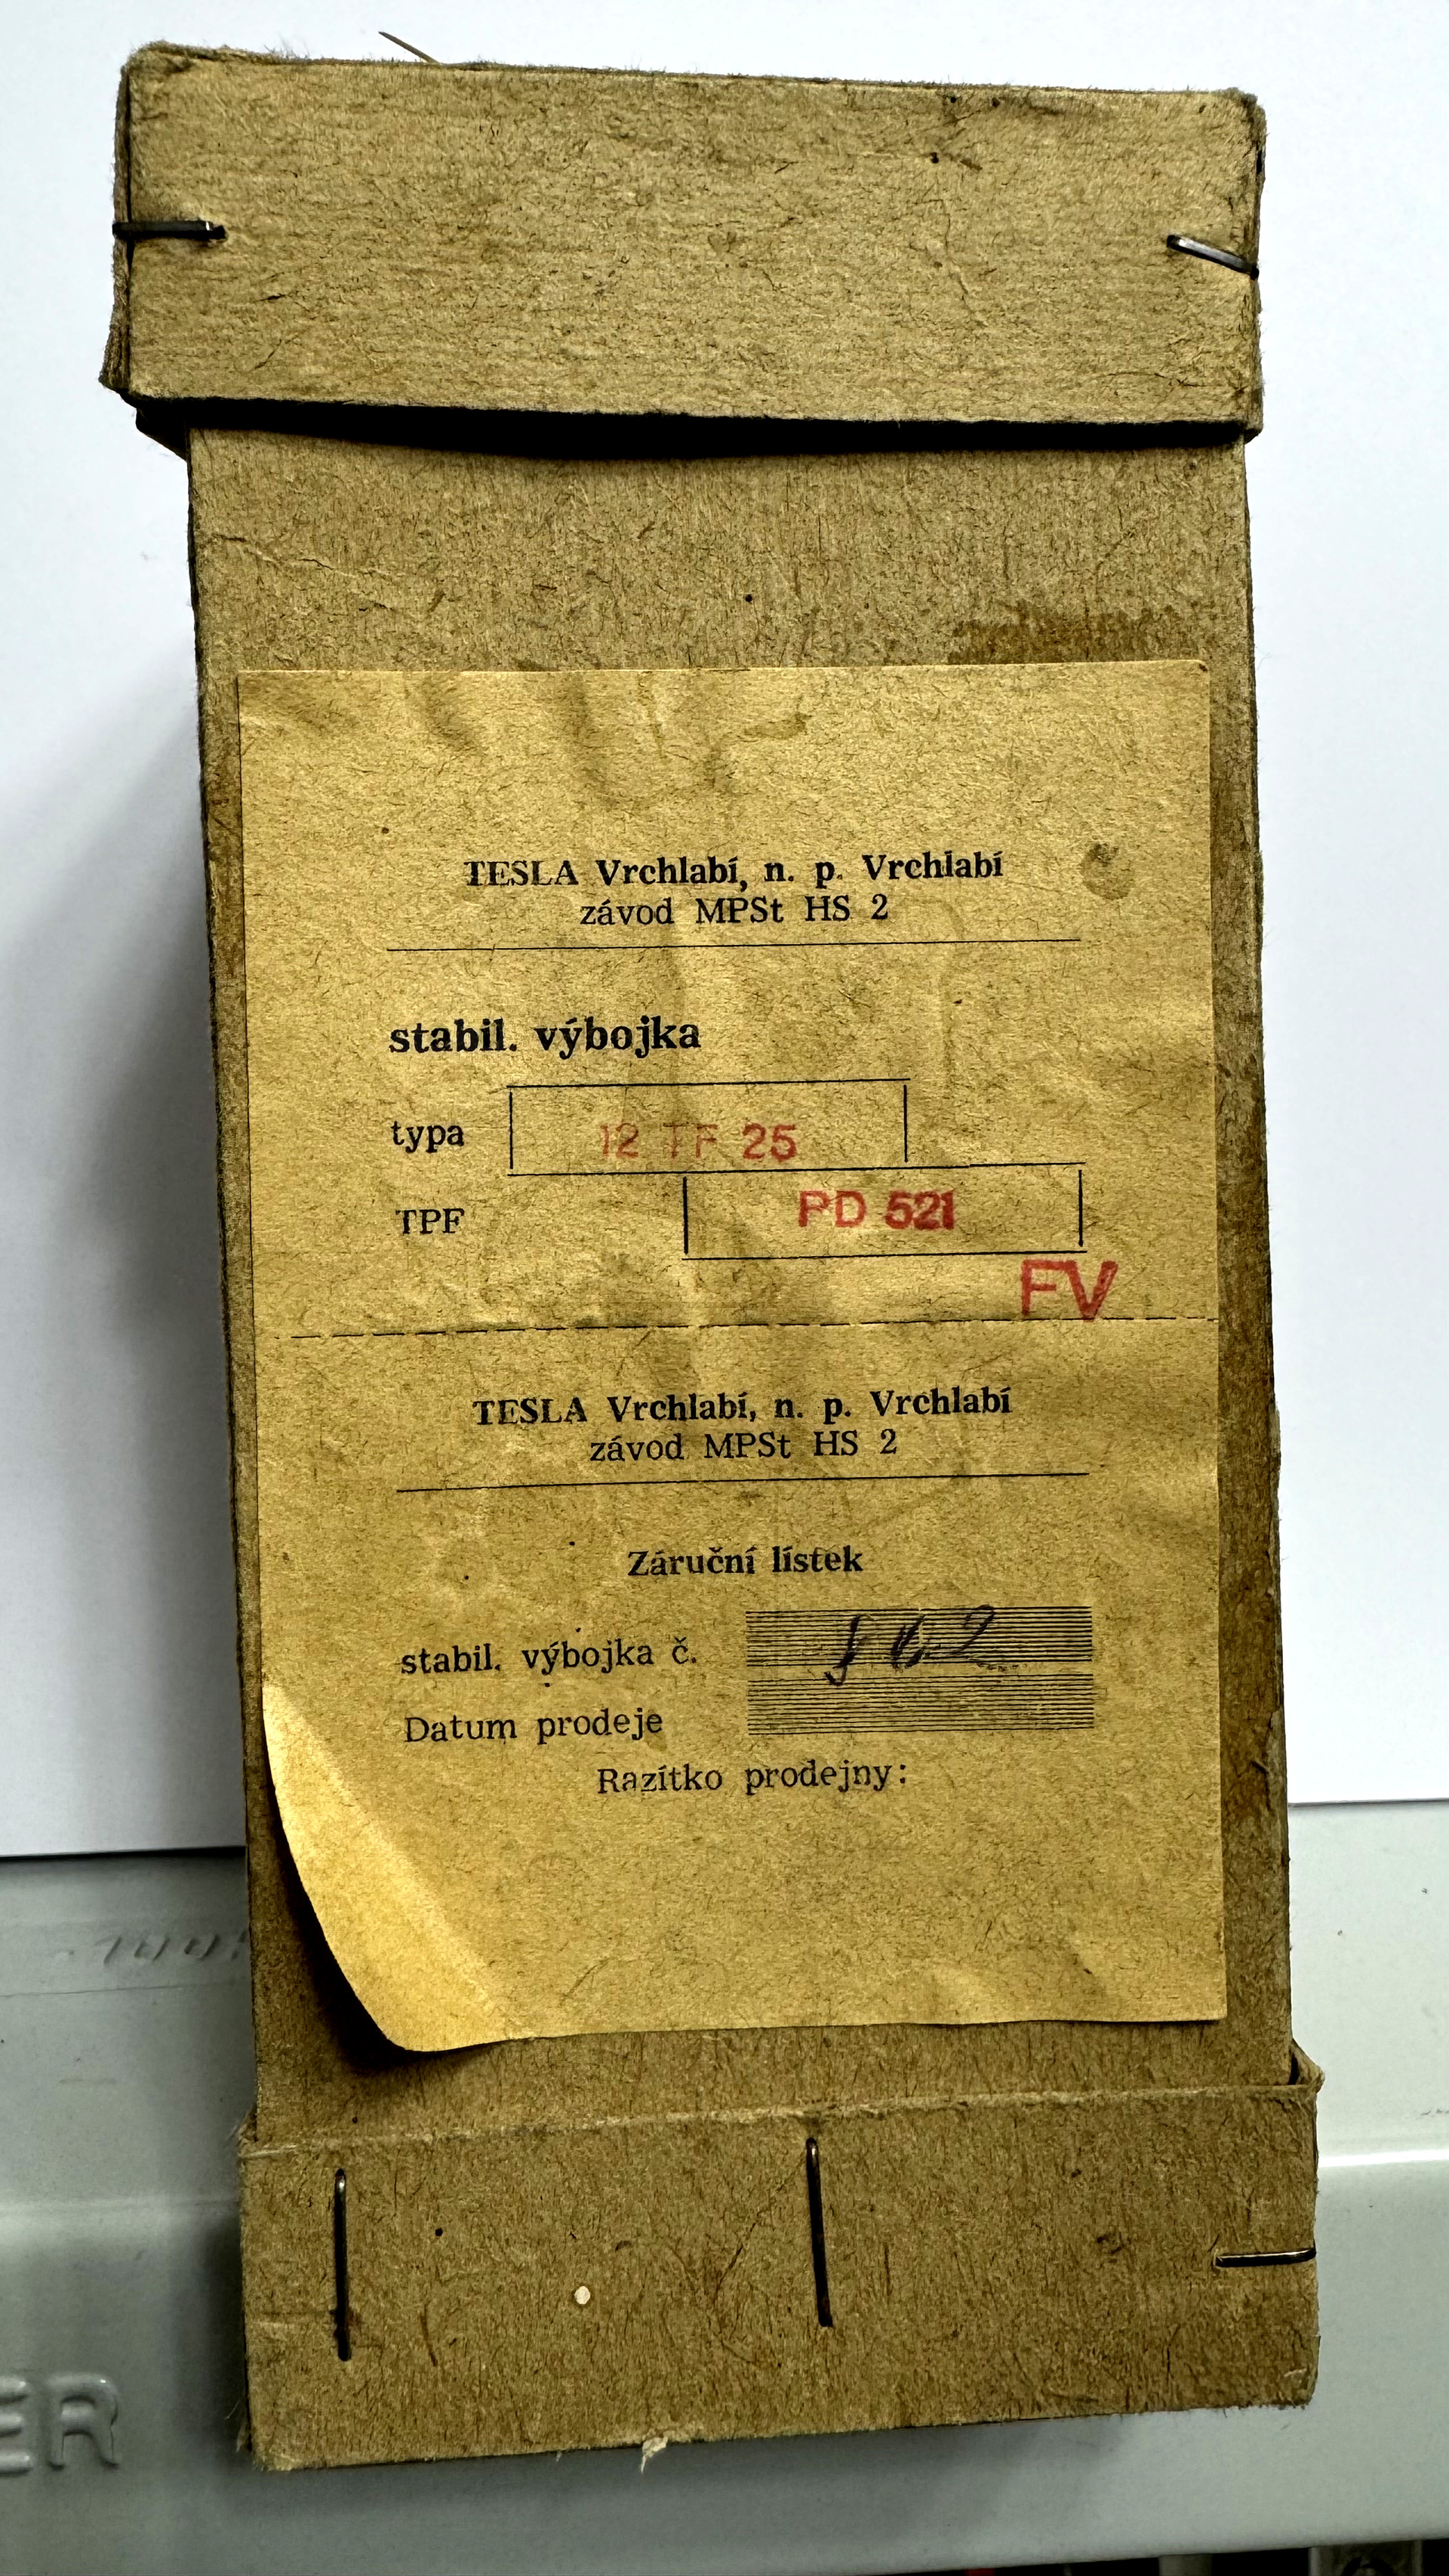 TESLA Vrchlabí, n. p. Vrchlabí
závod MPSt HS 2
stabil. výbojka
typa 12 TF 25
TPF PD 521
FV
TESLA Vrchlabí, n. p. Vrchlabí
závod MPSt HS 2
Záruční lístek
stabil. výbojka č.
Datum prodeje
Razítko prodejny:
ER